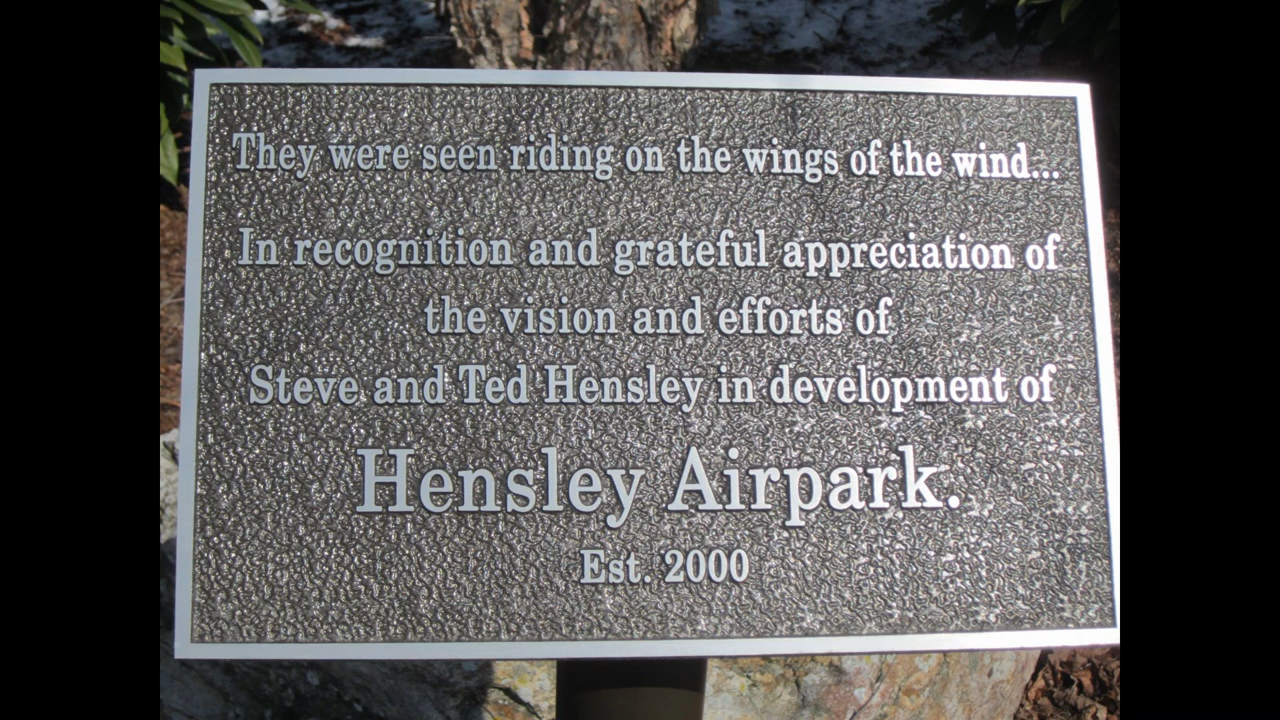 They were seen riding on the wings of the wind...
In recognition and grateful appreciation of
the vision and efforts of
Steve and Ted Hensley in development of
Hensley Airpark.
Est. 2000